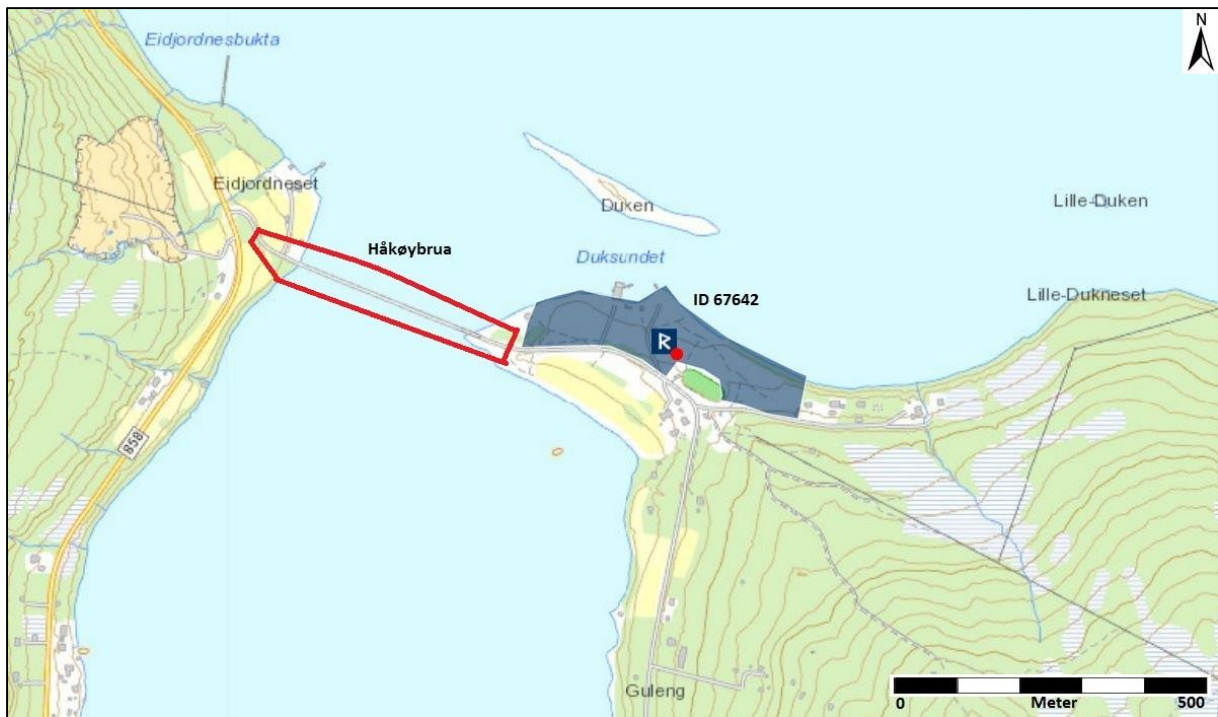 N
Eidjordnesbukta
Eidjordneset
Duken
Lille-Duken
Håkøybrua
Duksundet
Lille-Dukneset
ID 67642
R
858
Guleng
0 Meter 500